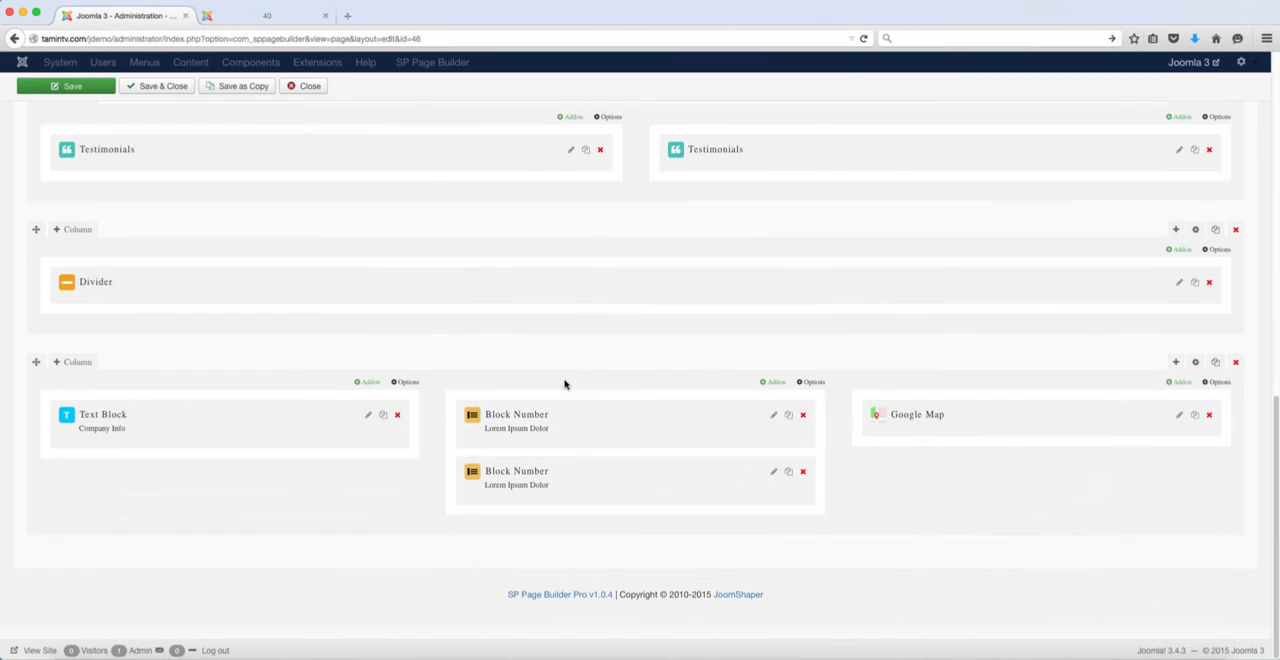 Joomla 3 - Administration - ...
40
tamintv.com/jdemo/administrator/index.php?option=com_sppagebuilder&view=page&layout=edit&id=46
System Users Menus Content Components Extensions Help SP Page Builder Joomla 3
Save Save & Close Save as Copy Close
Addon Options Addon Options
Testimonials Testimonials
Column
Addon Options
Divider
Column
Addon Options Addon Options Addon Options
Text Block Block Number Google Map
Company Info Lorem Ipsum Dolor
Block Number
Lorem Ipsum Dolor
SP Page Builder Pro v1.0.4 | Copyright © 2010-2015 JoomShaper
View Site 0 Visitors 1 Admin 0 Log out Joomla! 3.4.3 — © 2015 Joomla 3